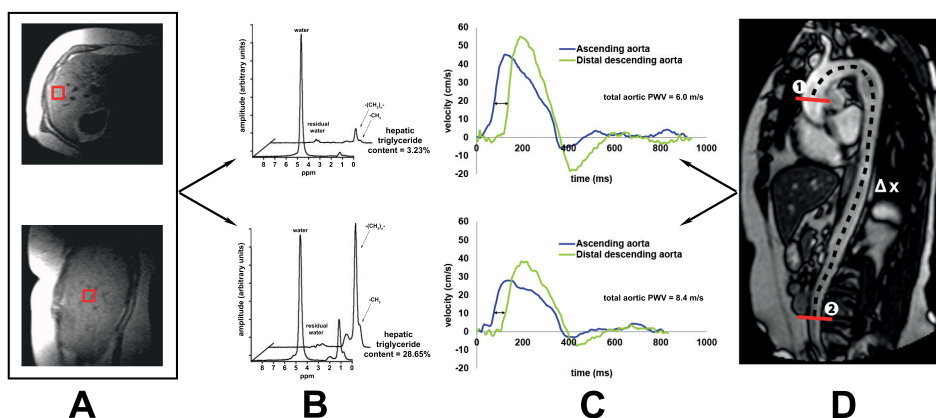 water
amplitude (arbitrary units)
residual
water
-(CH₂)ₙ-
-CH₃
hepatic
triglyceride
content = 3.23%
8 7 6 5 4 3 2 1 0
ppm
water
amplitude (arbitrary units)
residual
water
-(CH₂)ₙ-
-CH₃
hepatic
triglyceride
content = 28.65%
8 7 6 5 4 3 2 1 0
ppm
60
50
40
30
20
10
0
-10
-20
velocity (cm/s)
Ascending aorta
Distal descending aorta
total aortic PWV = 6.0 m/s
0 200 400 600 800 1000
time (ms)
60
50
40
30
20
10
0
-10
-20
velocity (cm/s)
Ascending aorta
Distal descending aorta
total aortic PWV = 8.4 m/s
0 200 400 600 800 1000
time (ms)
1
Δ x
2
A B C D